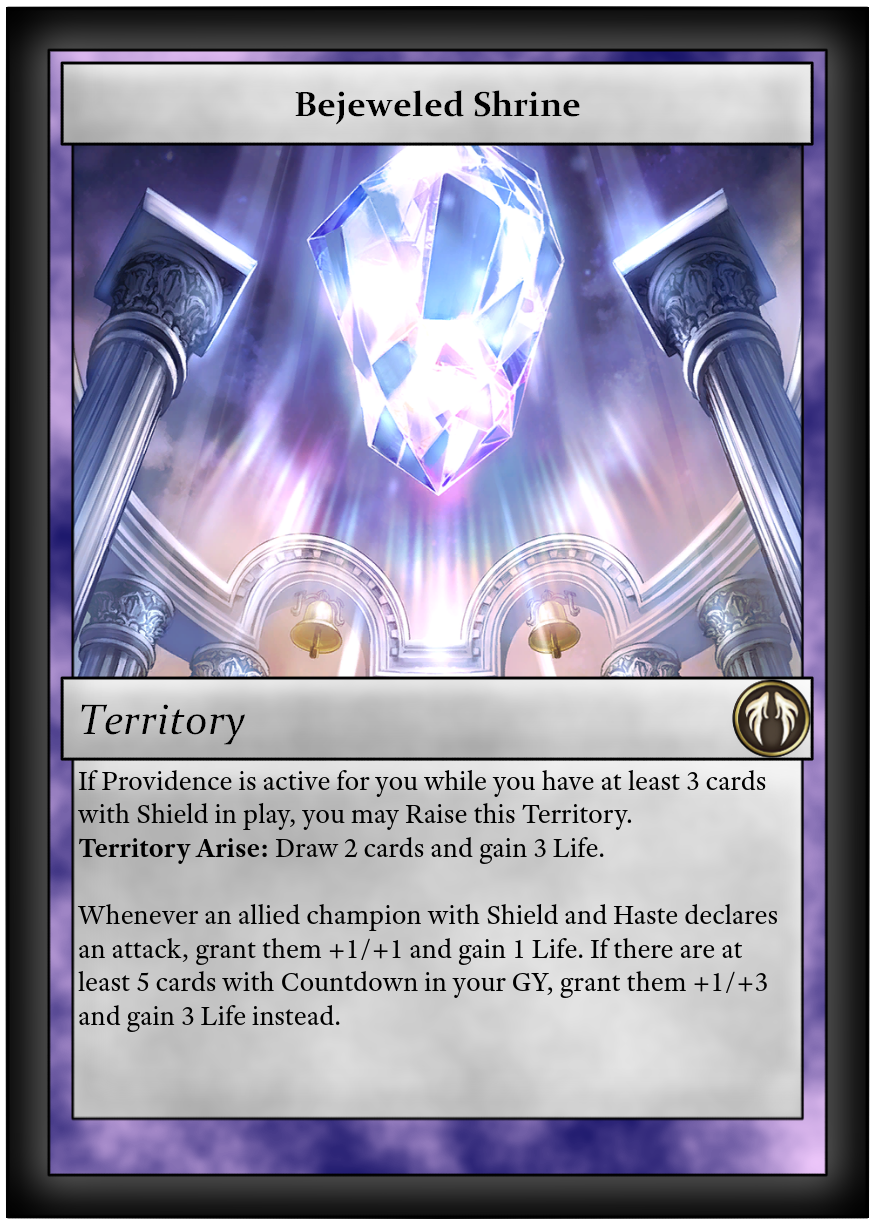 Bejeweled Shrine
Territory
If Providence is active for you while you have at least 3 cards
with Shield in play, you may Raise this Territory.
Territory Arise: Draw 2 cards and gain 3 Life.
Whenever an allied champion with Shield and Haste declares
an attack, grant them +1/+1 and gain 1 Life. If there are at
least 5 cards with Countdown in your GY, grant them +1/+3
and gain 3 Life instead.